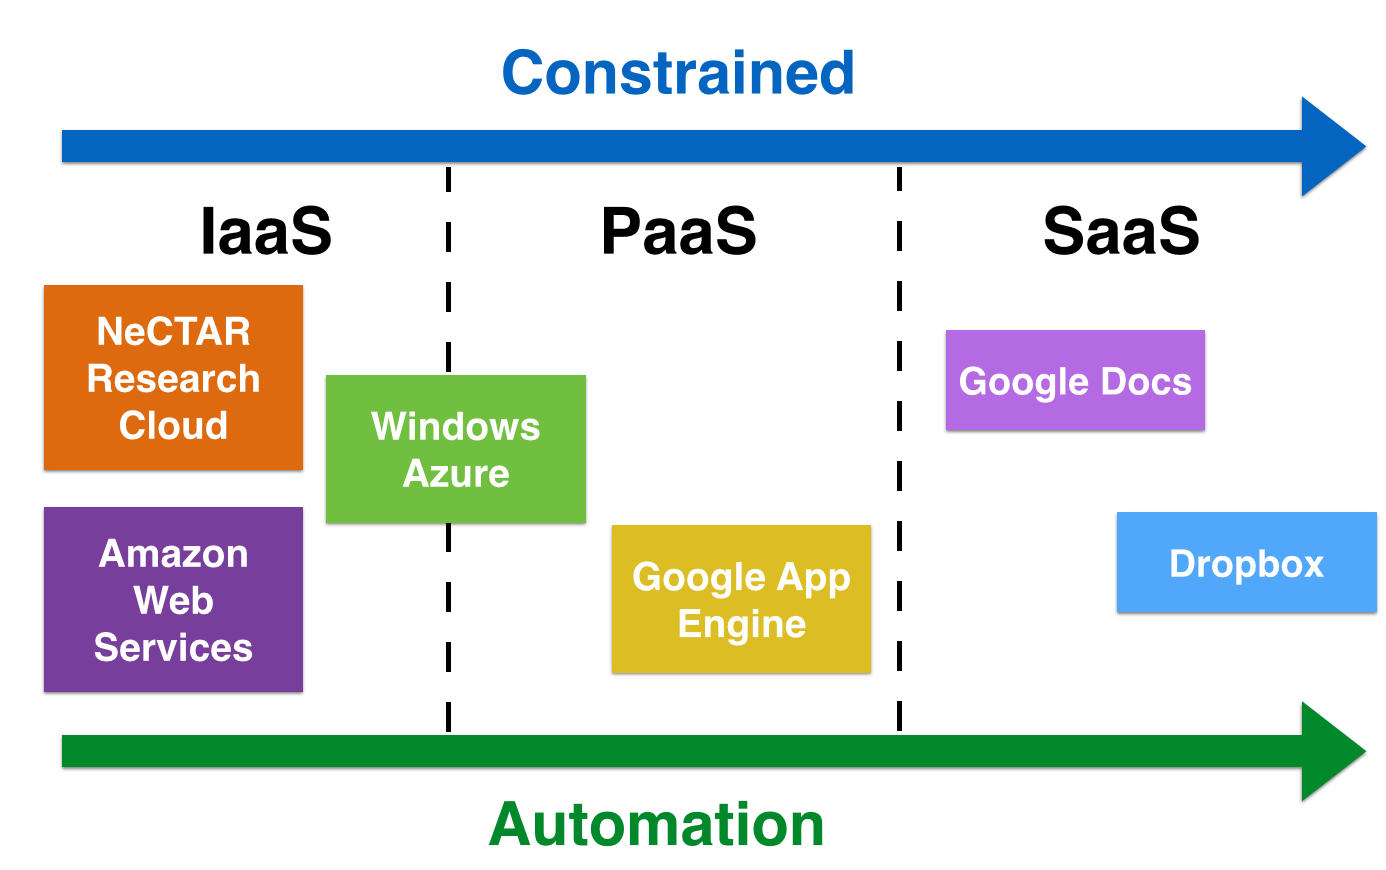 Constrained
IaaS
PaaS
SaaS
NeCTAR
Research
Cloud
Windows
Azure
Google Docs
Amazon
Web
Services
Google App
Engine
Dropbox
Automation